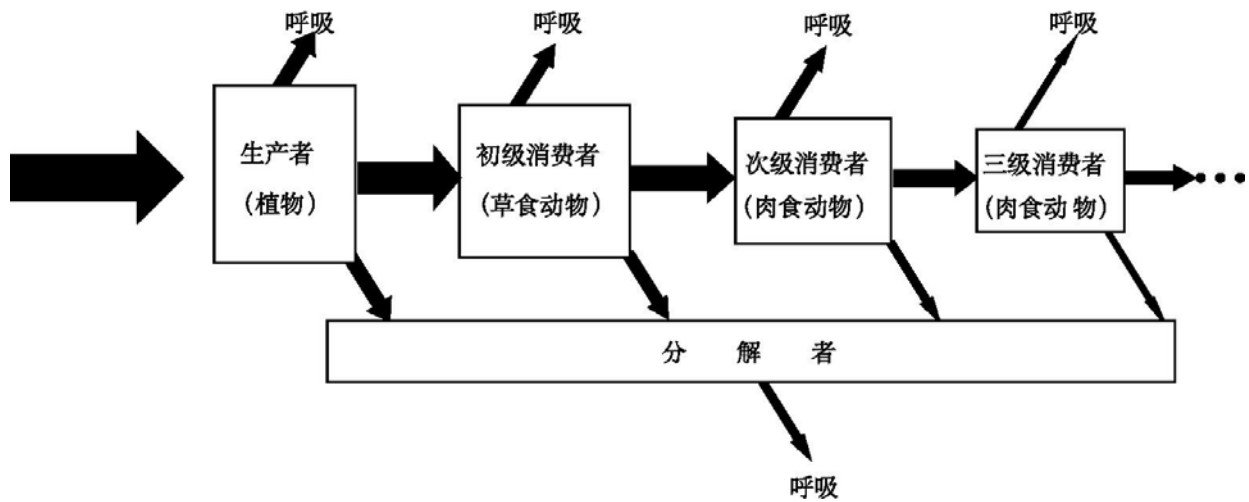 呼吸
呼吸
呼吸
呼吸
生产者
(植物)
初级消费者
(草食动物)
次级消费者
(肉食动物)
三级消费者
(肉食动物)
分解者
呼吸